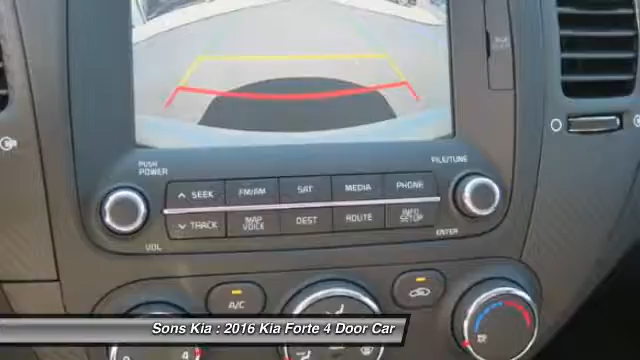 PUSH
POWER
FILE/TUNE
SEEK
FM/AM
SAT
MEDIA
PHONE
TRACK
MAP
VOICE
DEST
ROUTE
INFO
SETUP
VOL
ENTER
A/C
4
Sons Kia : 2016 Kia Forte 4 Door Car